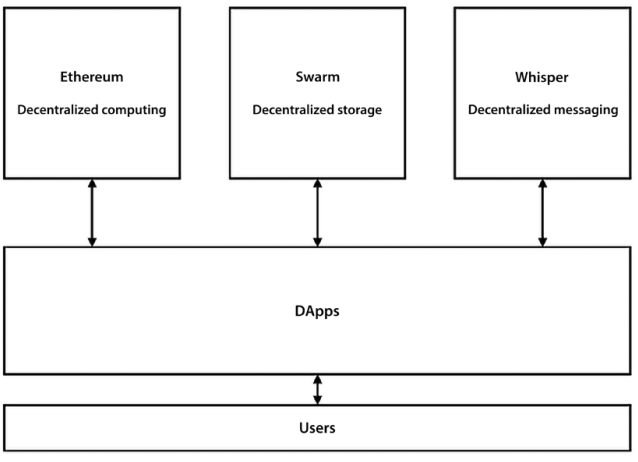 Ethereum
Decentralized computing
Swarm
Decentralized storage
Whisper
Decentralized messaging
DApps
Users